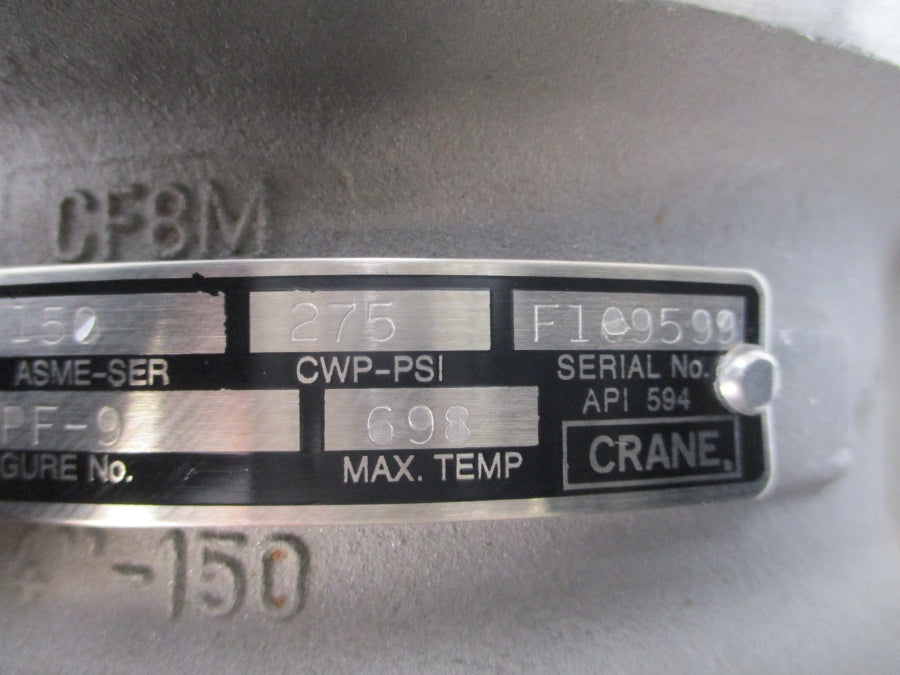 CF8M
150 275 F109599
ASME-SER CWP-PSI SERIAL No.
API 594
PF-9 698
GURE No. MAX. TEMP CRANE
"-150